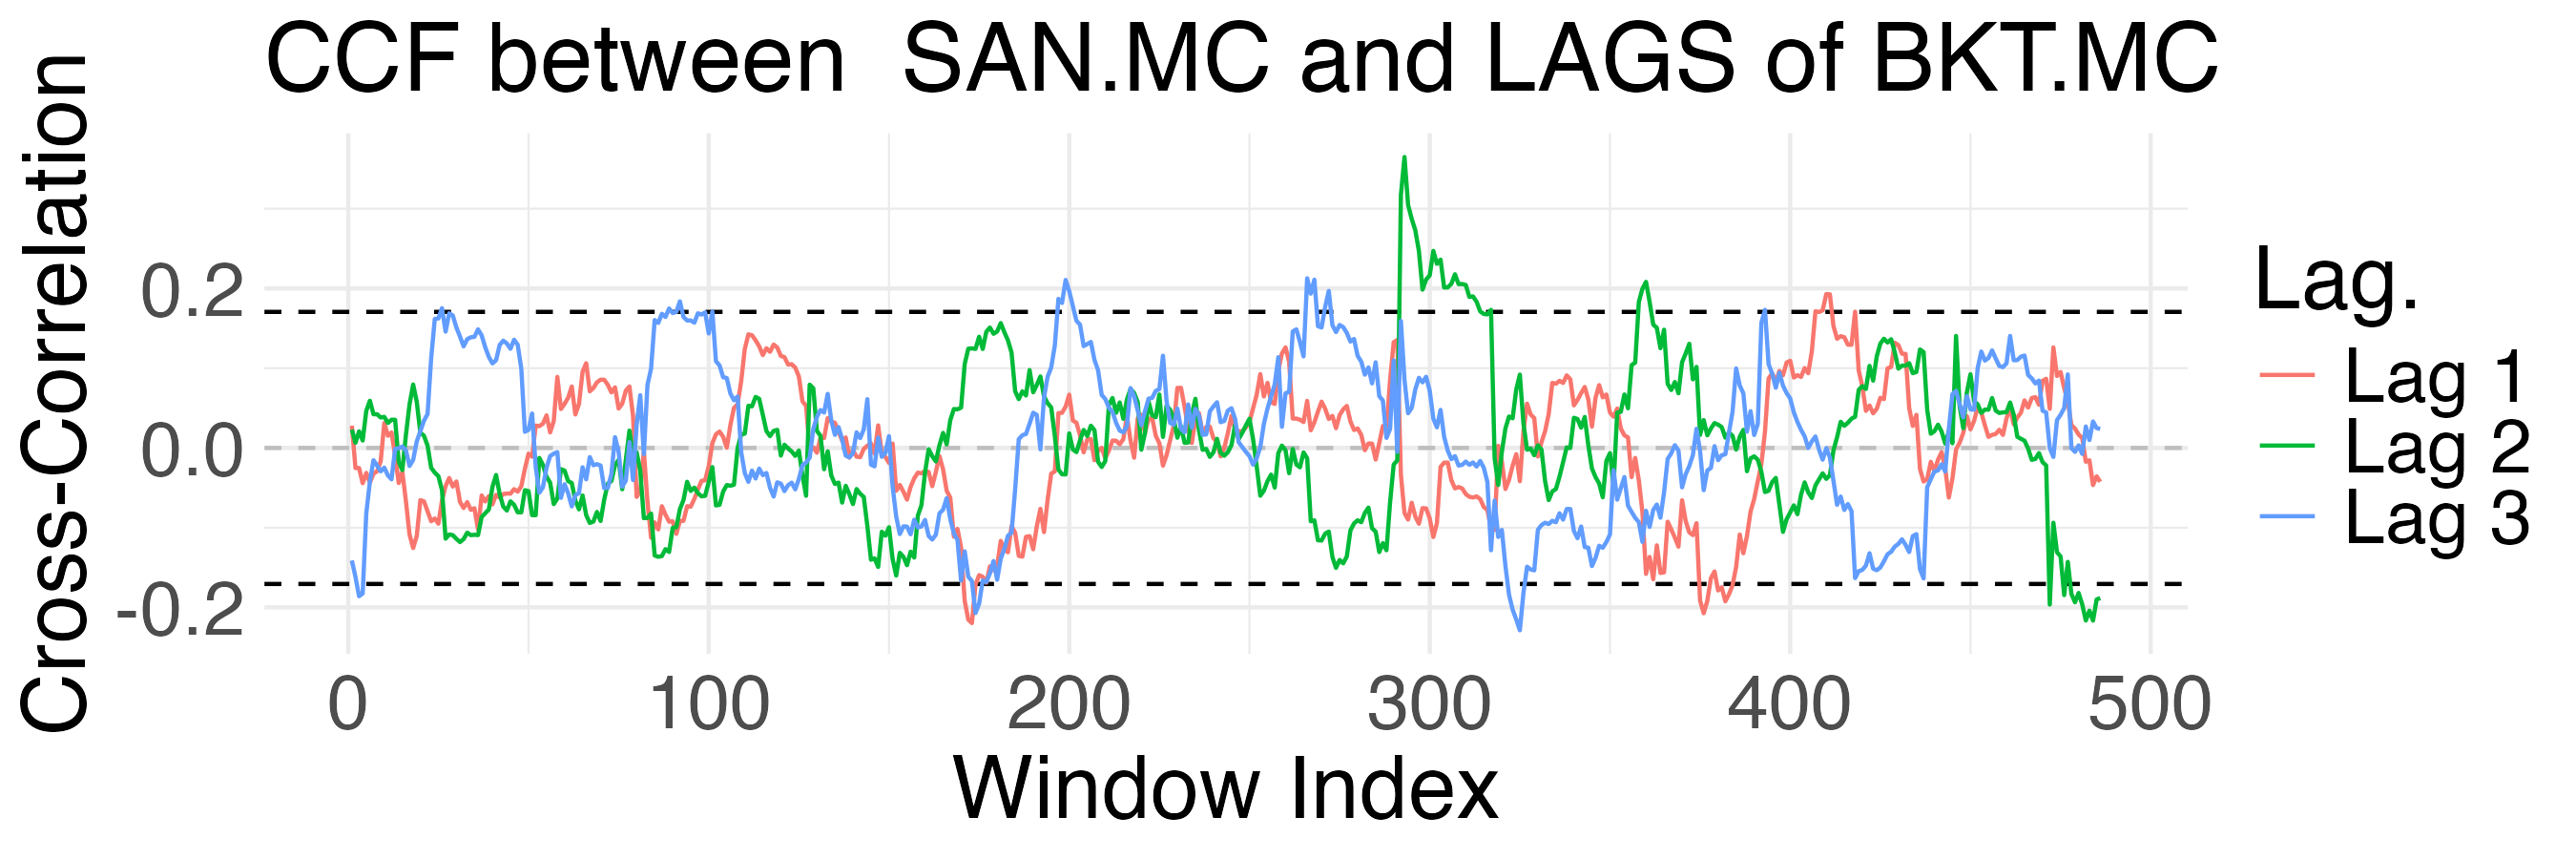 CCF between  SAN.MC and LAGS of BKT.MC
Cross-Correlation
0.2
0.0
-0.2
0 100 200 300 400 500
Window Index
Lag.
Lag 1
Lag 2
Lag 3